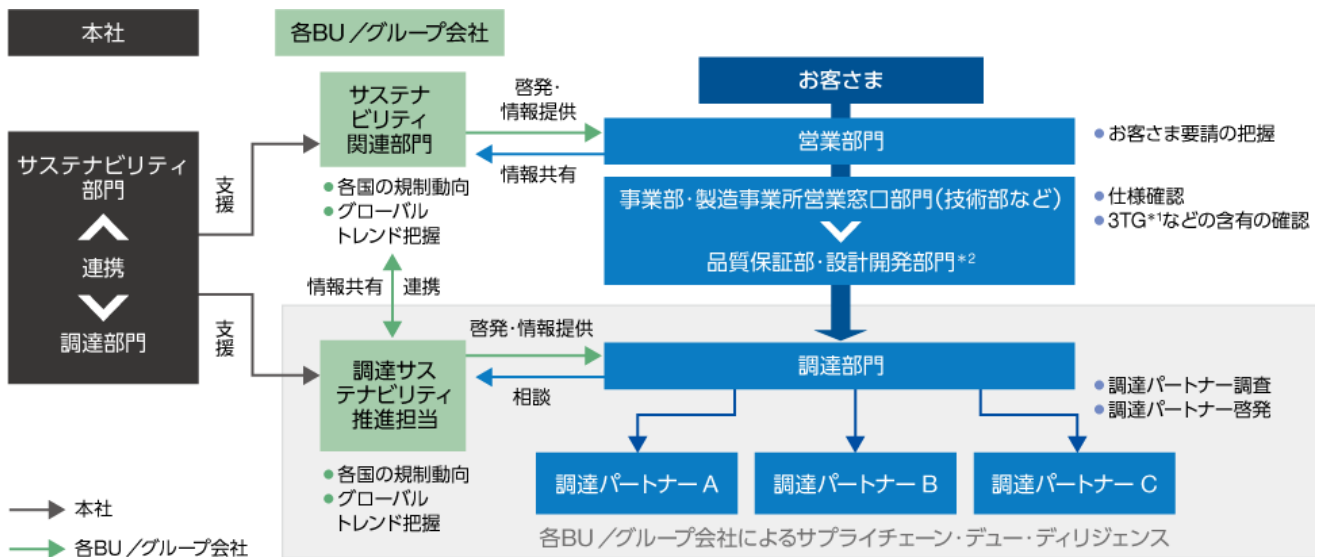 本社
各BU／グループ会社
サステナビリティ
部門
連携
調達部門
支援
支援
サステナ
ビリティ
関連部門
●各国の規制動向
●グローバル
トレンド把握
啓発・
情報提供
情報共有
情報共有
連携
調達サス
テナビリティ
推進担当
●各国の規制動向
●グローバル
トレンド把握
啓発・情報提供
相談
お客さま
営業部門
●お客さま要請の把握
事業部・製造事業所営業窓口部門(技術部など)
品質保証部・設計開発部門*2
●仕様確認
●3TG*1などの含有の確認
調達部門
●調達パートナー調査
●調達パートナー啓発
調達パートナー A
調達パートナー B
調達パートナー C
各BU／グループ会社によるサプライチェーン・デュー・ディリジェンス
本社
各BU／グループ会社